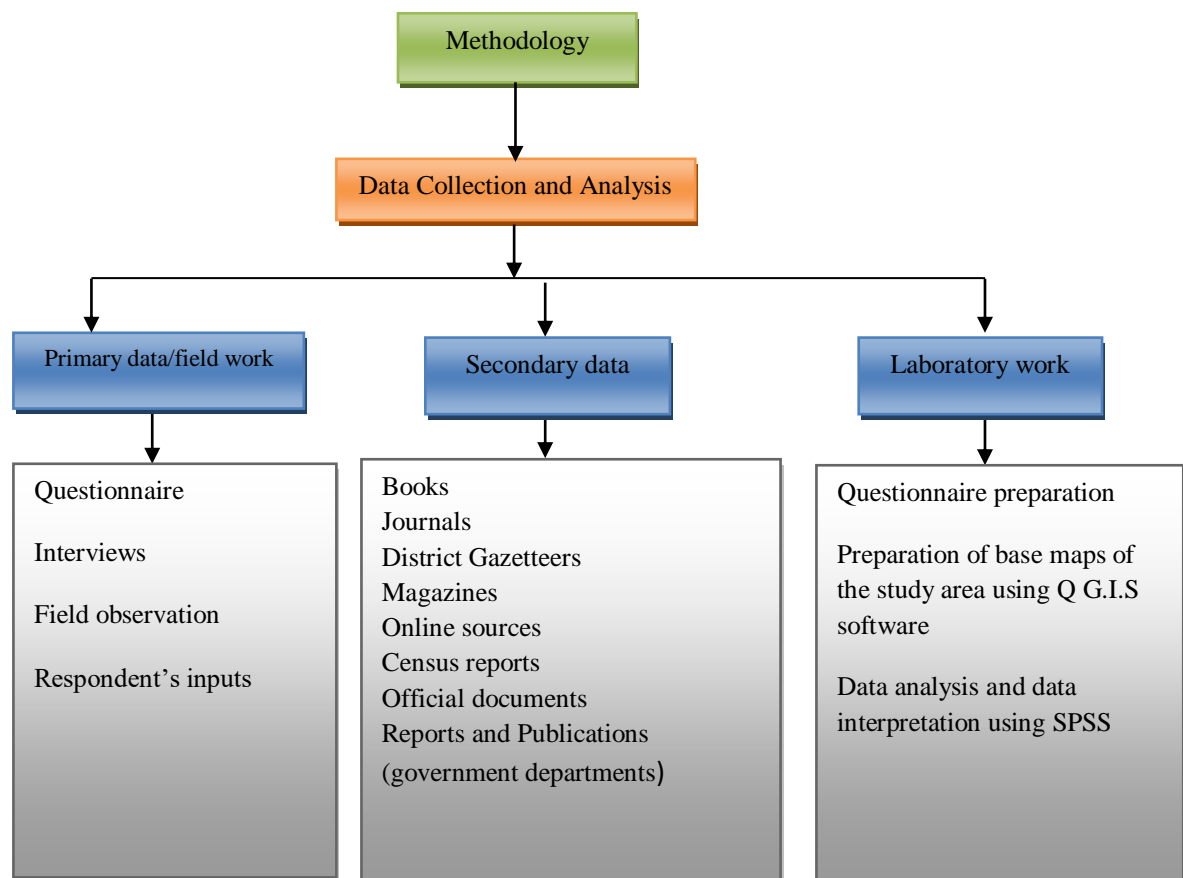 Methodology
Data Collection and Analysis
Primary data/field work
Secondary data
Laboratory work
Questionnaire
Interviews
Field observation
Respondent’s inputs
Books
Journals
District Gazetteers
Magazines
Online sources
Census reports
Official documents
Reports and Publications
(government departments)
Questionnaire preparation
Preparation of base maps of
the study area using Q G.I.S
software
Data analysis and data
interpretation using SPSS